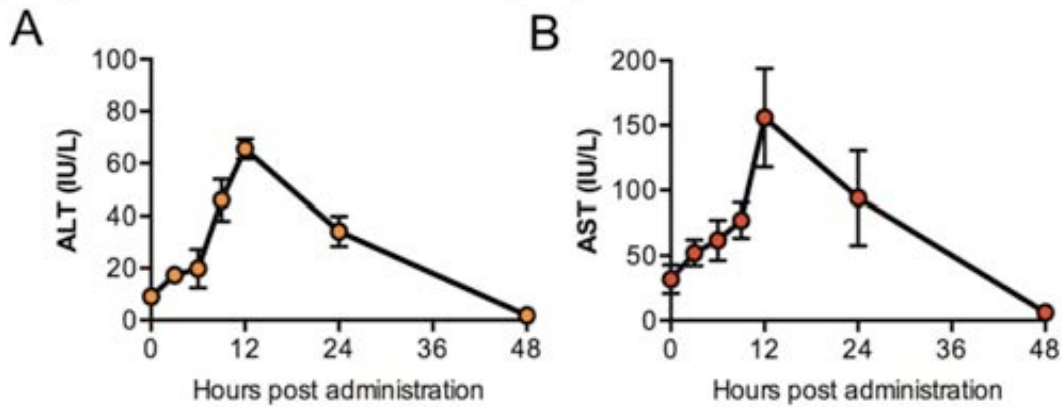 A
ALT (IU/L)
100
80
60
40
20
0
0 12 24 36 48
Hours post administration
B
AST (IU/L)
200
150
100
50
0
0 12 24 36 48
Hours post administration